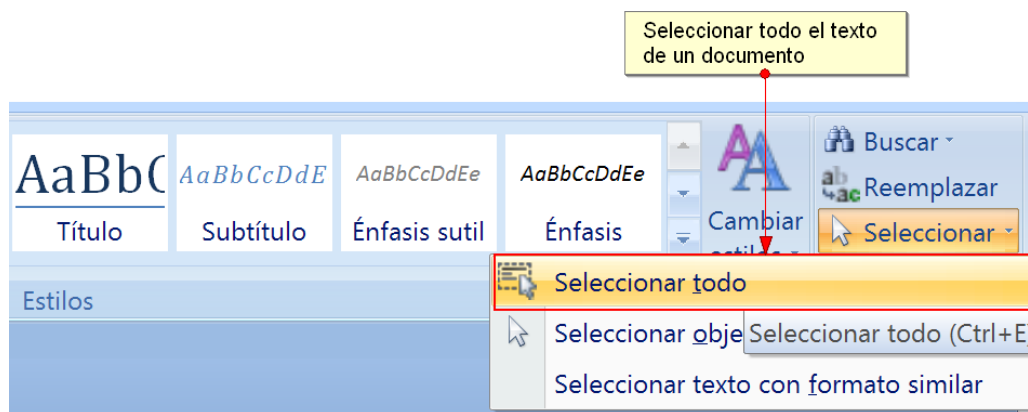 Seleccionar todo el texto
de un documento
AaBbC AaBbCcDdE AaBbCcDdEe AaBbCcDdEe
Título Subtítulo Énfasis sutil Énfasis
Cambiar
estilos
Buscar
Reemplazar
Seleccionar
Estilos
Seleccionar todo
Seleccionar obje Seleccionar todo (Ctrl+E)
Seleccionar texto con formato similar